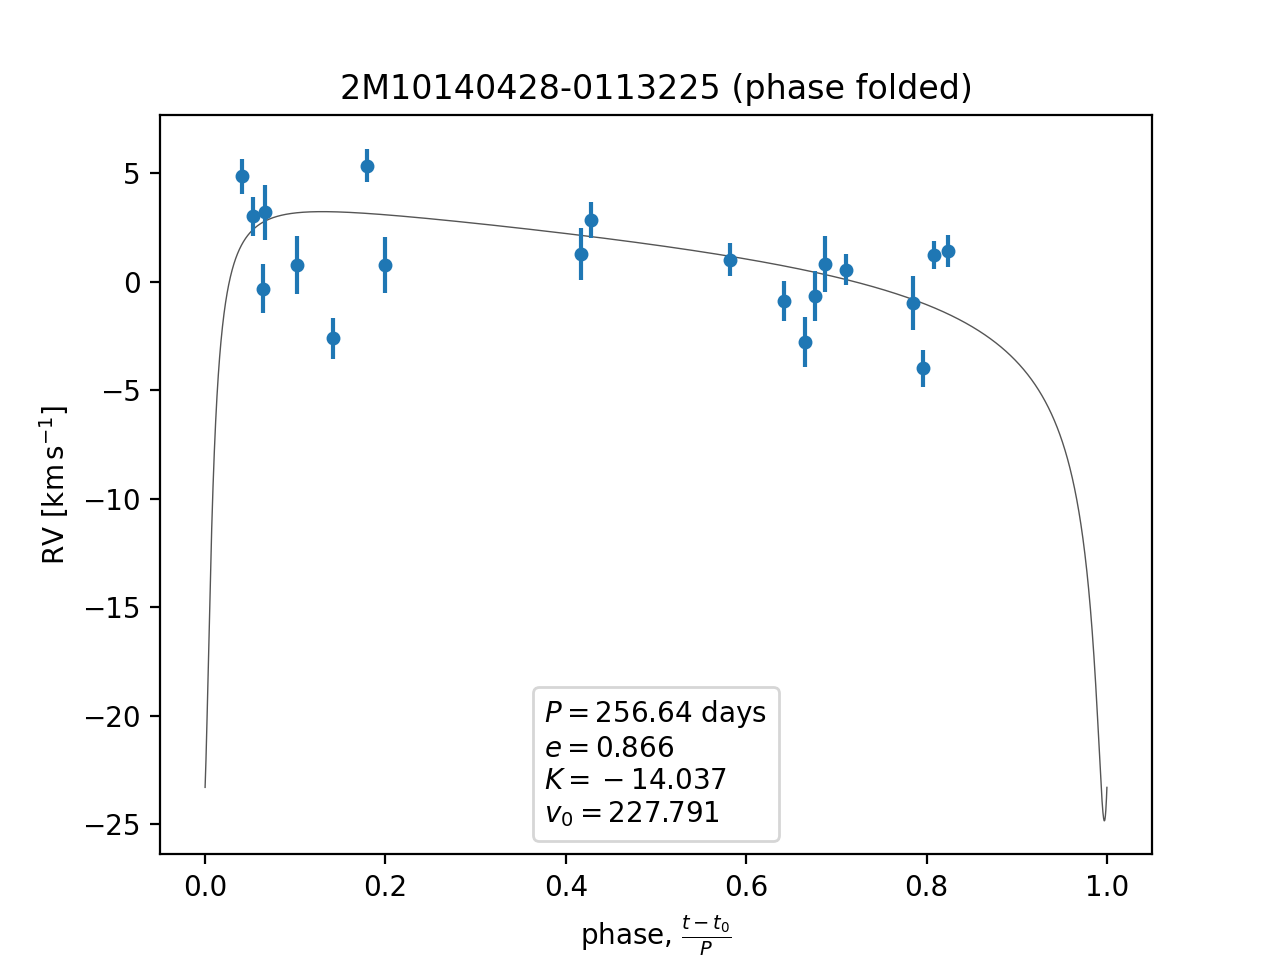 2M10140428-0113225 (phase folded)
RV [km s⁻¹]
5
0
−5
−10
−15
−20
−25
P = 256.64 days
e = 0.866
K = −14.037
v₀ = 227.791
0.0 0.2 0.4 0.6 0.8 1.0
phase, (t − t₀)/P